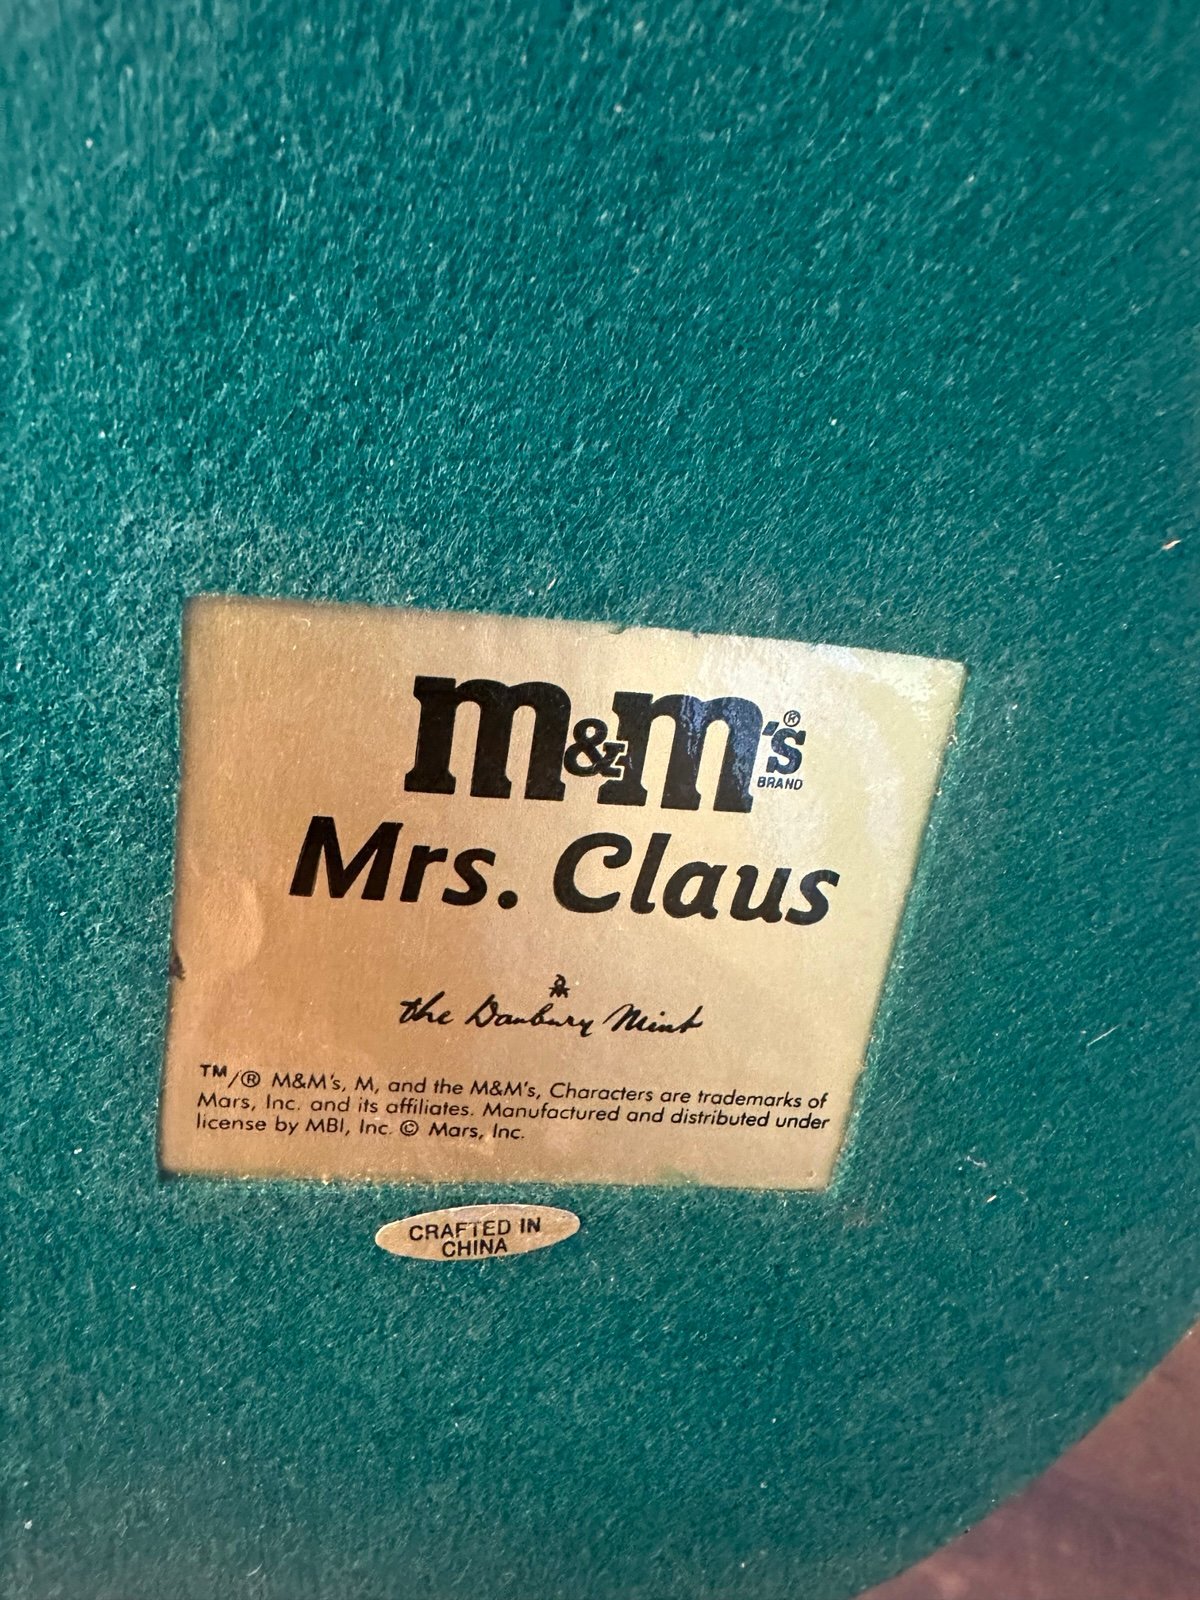 m&m's®
BRAND
Mrs. Claus
the Danbury Mint
TM/® M&M's, M, and the M&M's, Characters are trademarks of
Mars, Inc. and its affiliates. Manufactured and distributed under
license by MBI, Inc. © Mars, Inc.
CRAFTED IN
CHINA